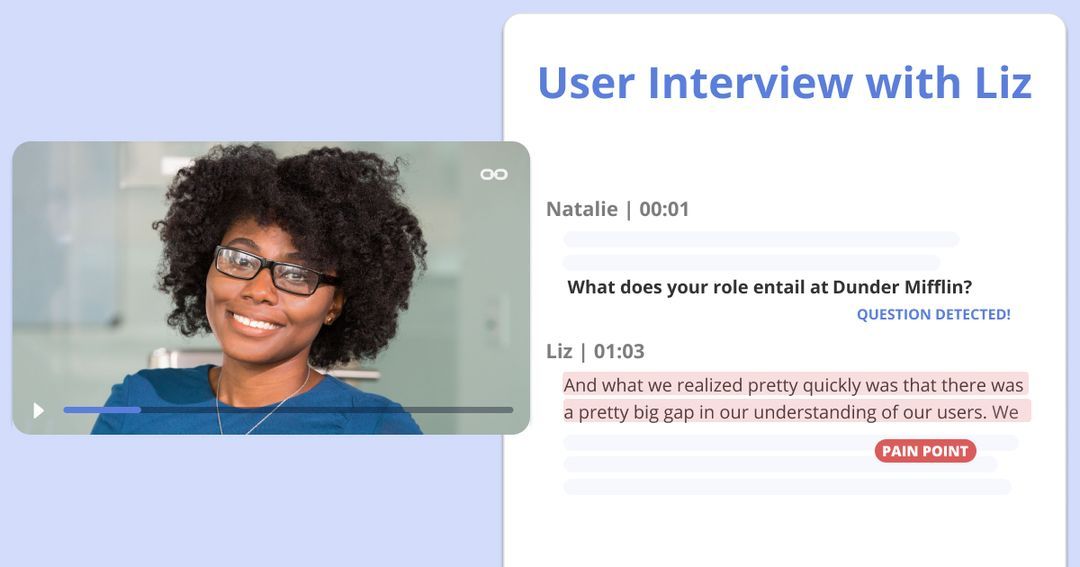 User Interview with Liz
Natalie | 00:01
What does your role entail at Dunder Mifflin?
QUESTION DETECTED!
Liz | 01:03
And what we realized pretty quickly was that there was
a pretty big gap in our understanding of our users. We
PAIN POINT